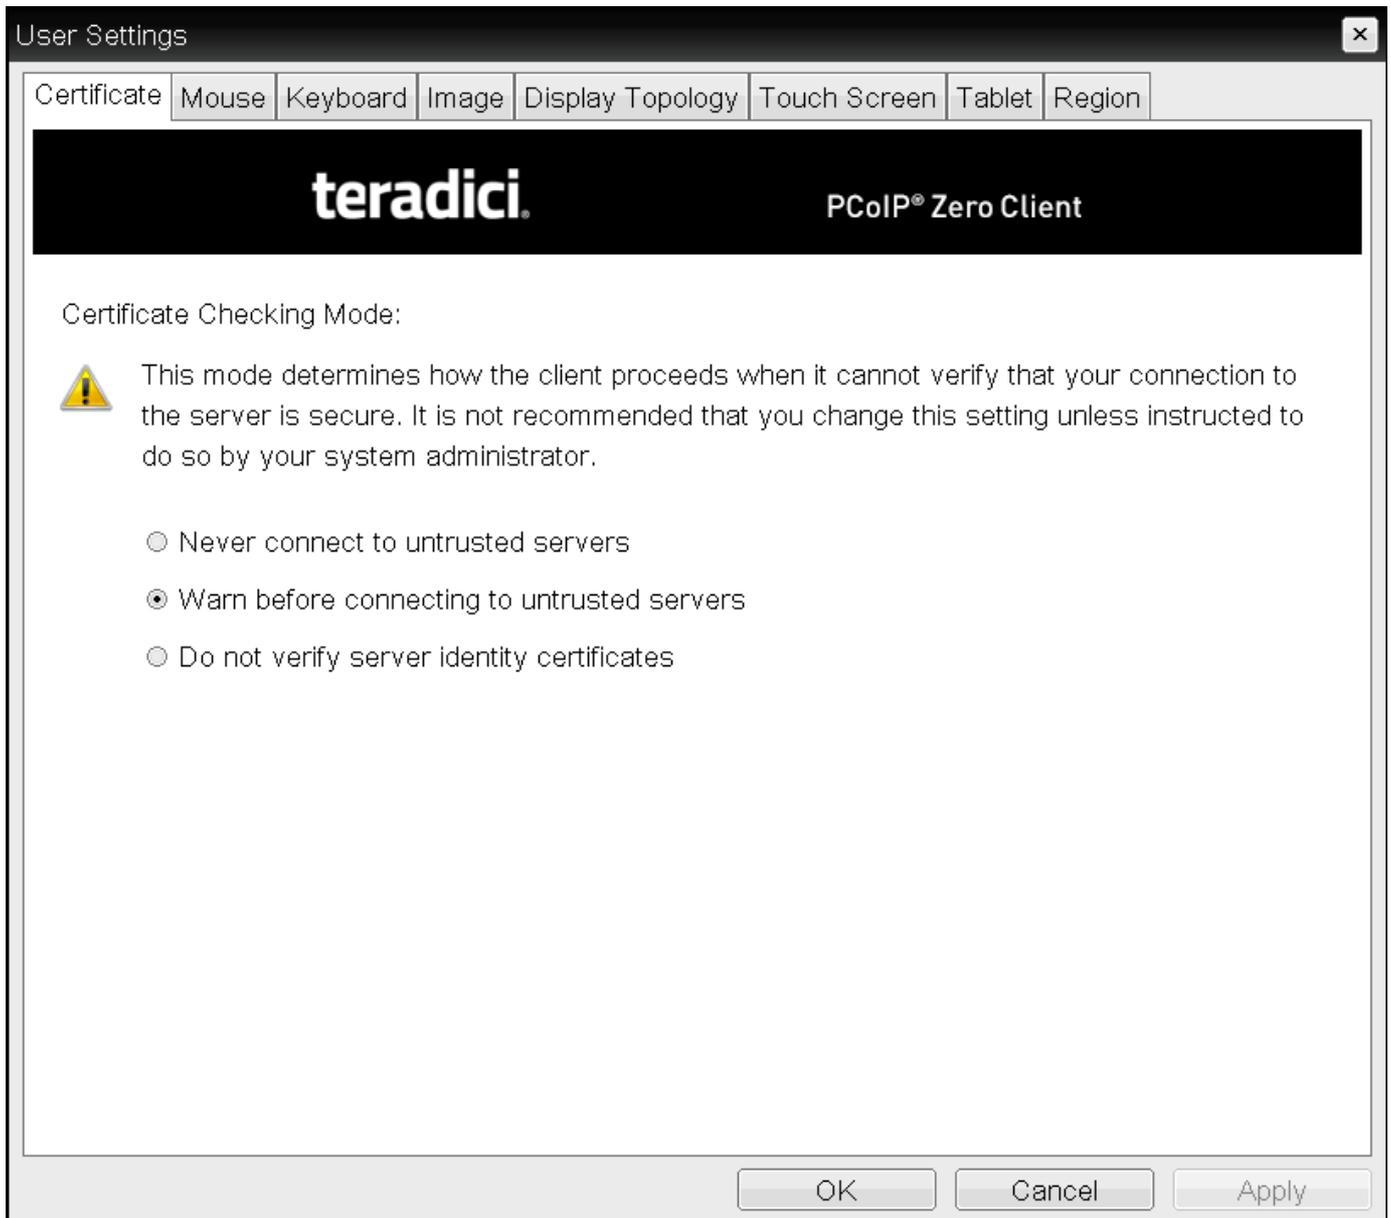 User Settings
Certificate Mouse Keyboard Image Display Topology Touch Screen Tablet Region
teradici. PCoIP® Zero Client
Certificate Checking Mode:
This mode determines how the client proceeds when it cannot verify that your connection to
the server is secure. It is not recommended that you change this setting unless instructed to
do so by your system administrator.
Never connect to untrusted servers
Warn before connecting to untrusted servers
Do not verify server identity certificates
OK Cancel Apply